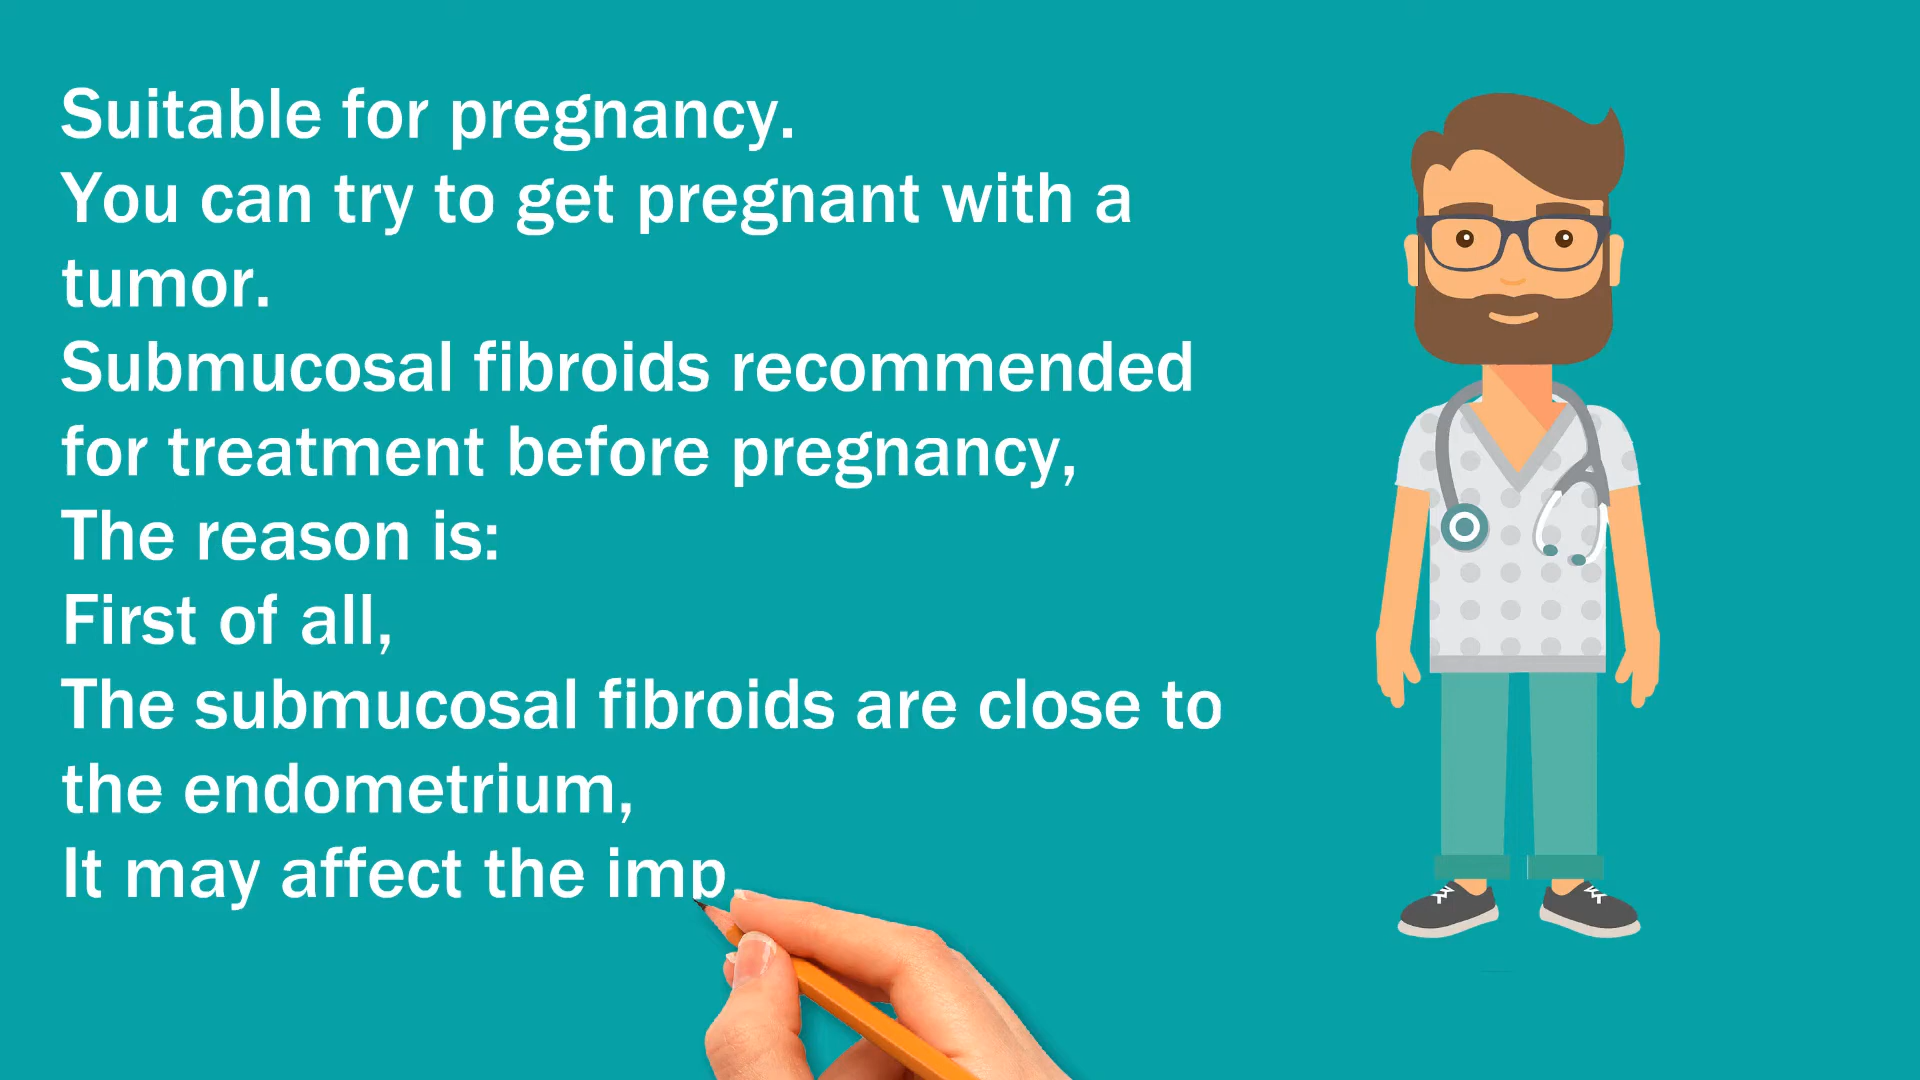 Suitable for pregnancy.
You can try to get pregnant with a
tumor.
Submucosal fibroids recommended
for treatment before pregnancy,
The reason is:
First of all,
The submucosal fibroids are close to
the endometrium,
It may affect the imp